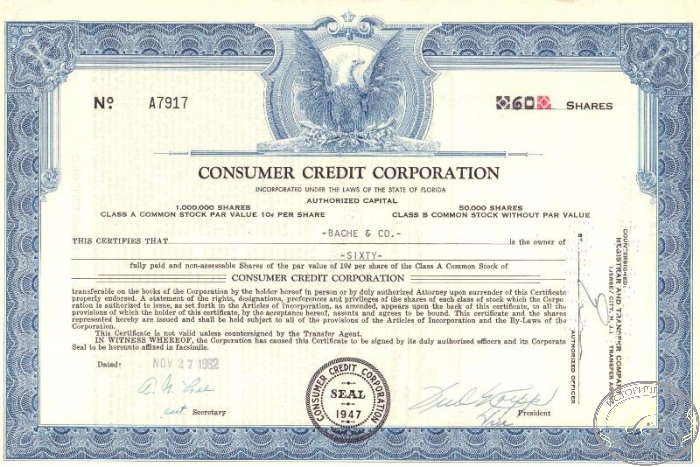 Nº A7917
60 SHARES
CONSUMER CREDIT CORPORATION
INCORPORATED UNDER THE LAWS OF THE STATE OF FLORIDA
AUTHORIZED CAPITAL
1,000,000 SHARES
CLASS A COMMON STOCK PAR VALUE 10¢ PER SHARE
50,000 SHARES
CLASS B COMMON STOCK WITHOUT PAR VALUE
THIS CERTIFIES THAT -BACHE & CO.- is the owner of
-SIXTY-
fully paid and non-assessable Shares of the par value of 10¢ per share of the Class A Common Stock of
CONSUMER CREDIT CORPORATION
transferable on the books of the Corporation by the holder hereof in person or by duly authorized Attorney upon surrender of this Certificate
properly endorsed. A statement of the rights, designations, preferences and privileges of the shares of each class of stock which the Corpo
ration is authorized to issue, as set forth in the Articles of Incorporation, as amended, appears upon the back of this certificate, to all the
provisions of which the holder of this certificate, by the acceptance hereof, assents and agrees to be bound. This certificate and the shares
represented hereby are issued and shall be held subject to all of the provisions of the Articles of Incorporation and the By-Laws of the
Corporation.
This Certificate is not valid unless countersigned by the Transfer Agent.
IN WITNESS WHEREOF, the Corporation has caused this Certificate to be signed by its duly authorized officers and its Corporate
Seal to be hereunto affixed in facsimile.
Dated: NOV 27
Secretary
CONSUMER CREDIT CORPORATION
SEAL
1947
President
COUNTERSIGNED:
REGISTRAR AND TRANSFER COMPANY
(JERSEY CITY, N. J.)
TRANSFER
BY
AUTHORIZED OFFICER